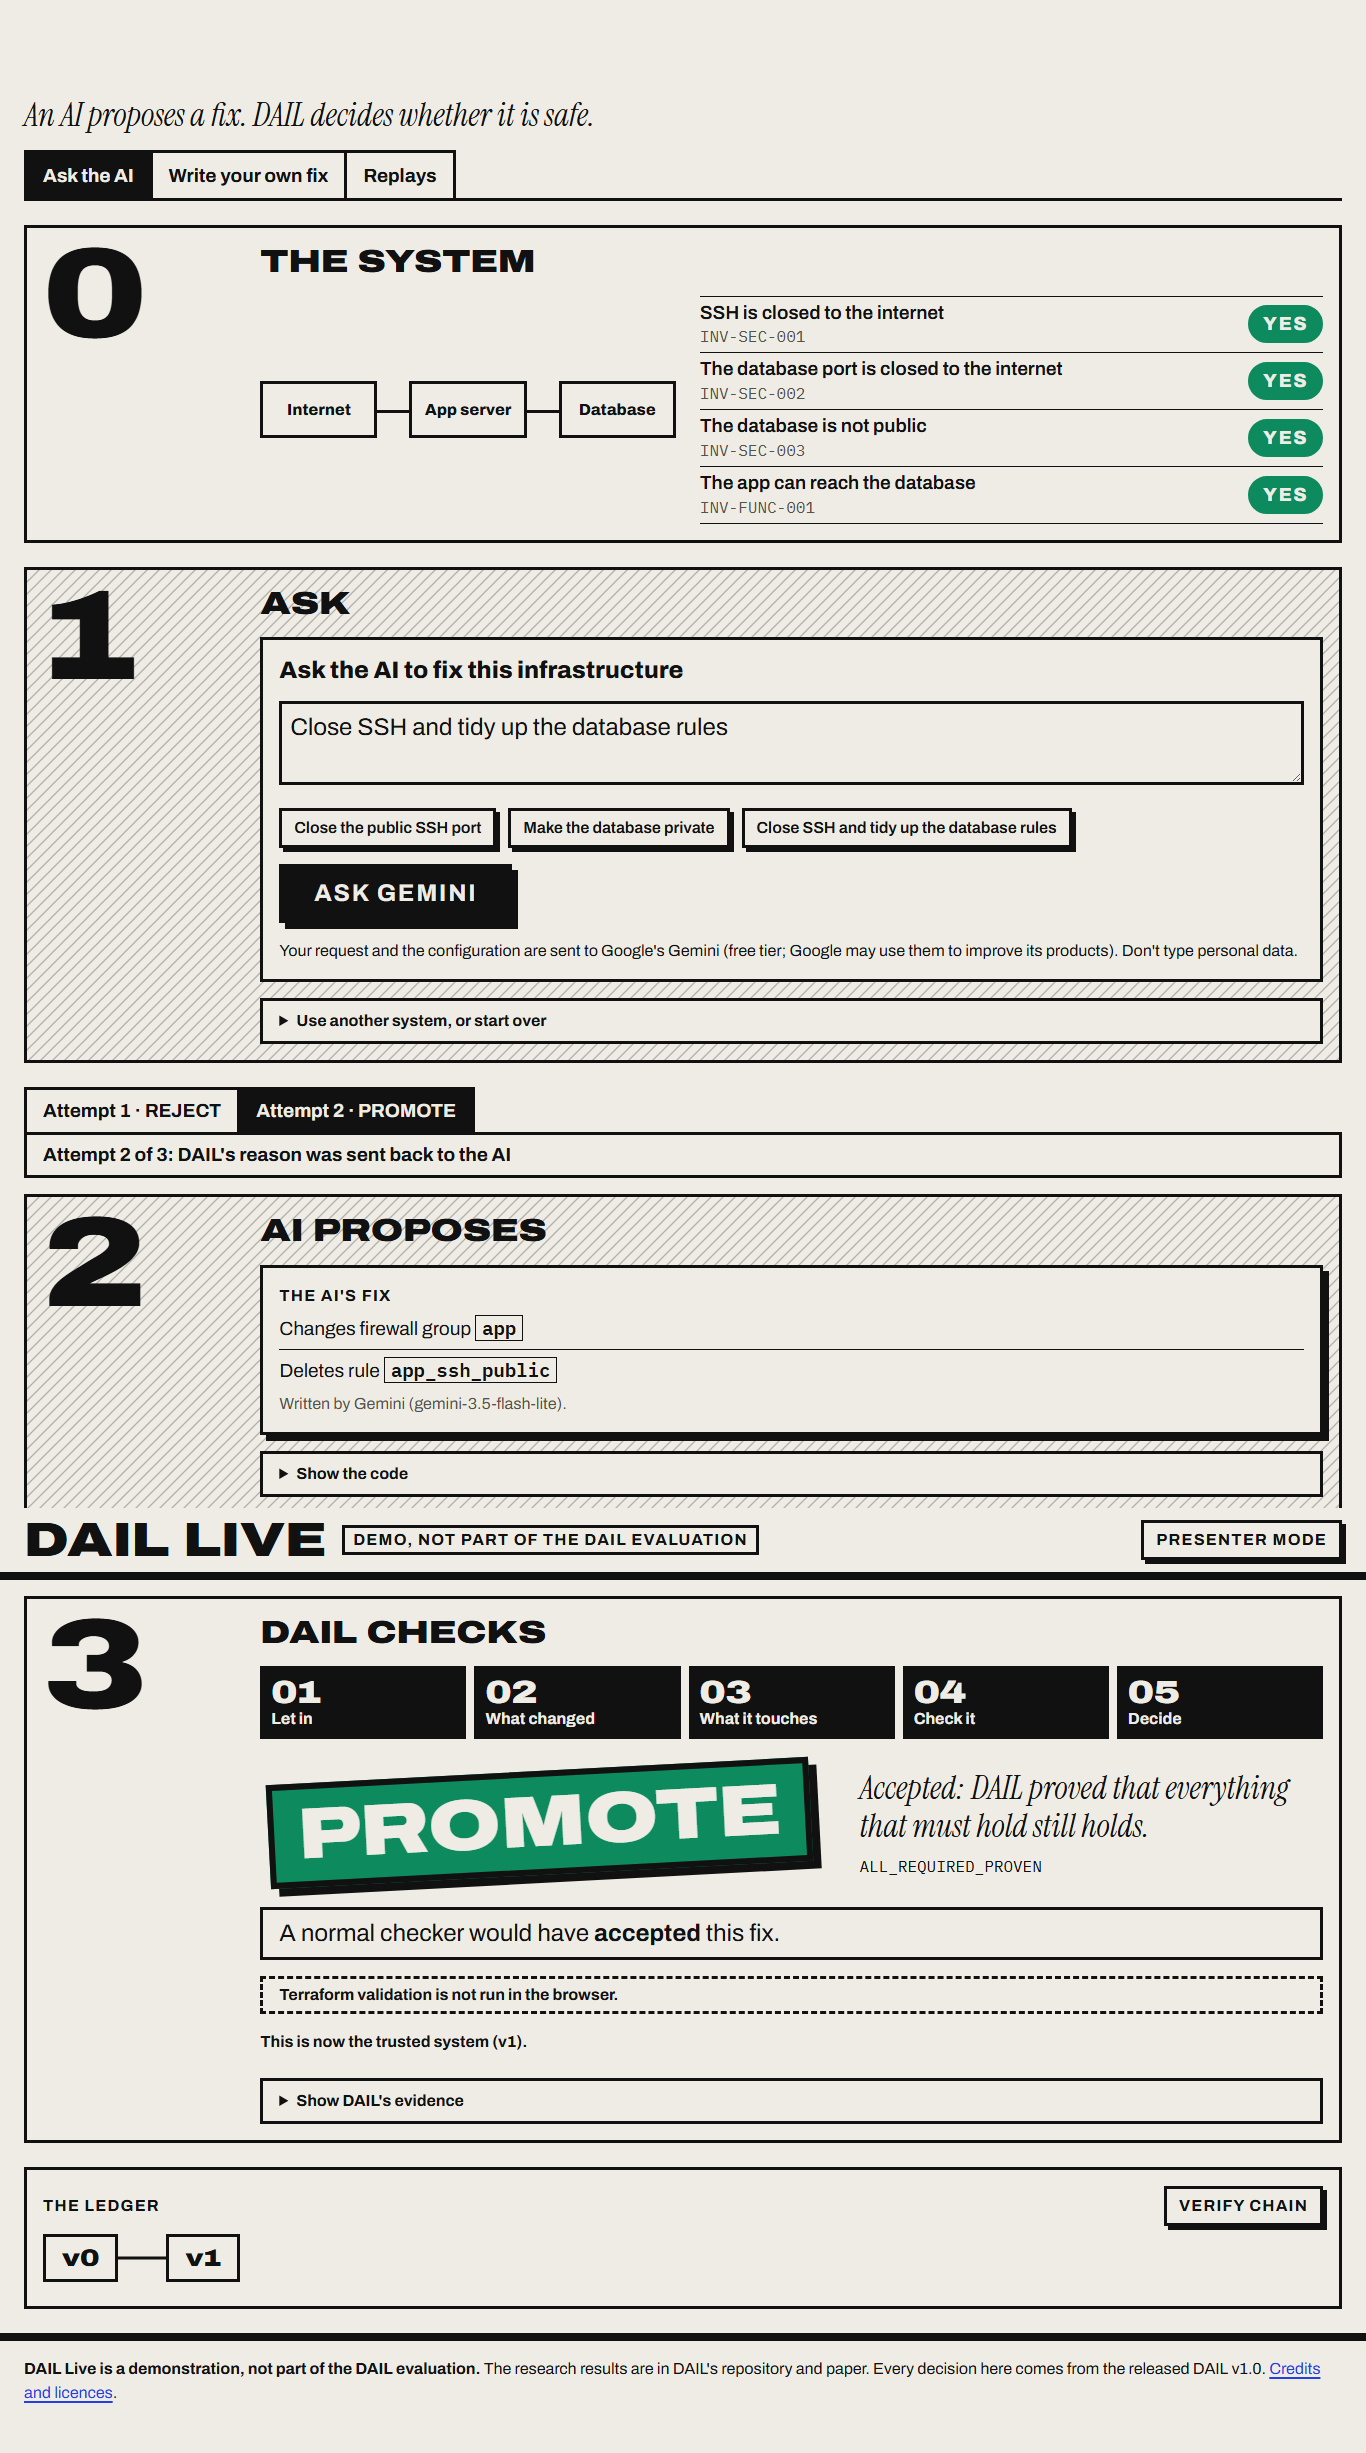 An AI proposes a fix. DAIL decides whether it is safe.
Ask the AI
Write your own fix
Replays
0
THE SYSTEM
Internet
App server
Database
SSH is closed to the internet
INV-SEC-001
YES
The database port is closed to the internet
INV-SEC-002
YES
The database is not public
INV-SEC-003
YES
The app can reach the database
INV-FUNC-001
YES
1
ASK
Ask the AI to fix this infrastructure
Close SSH and tidy up the database rules
Close the public SSH port
Make the database private
Close SSH and tidy up the database rules
ASK GEMINI
Your request and the configuration are sent to Google's Gemini (free tier; Google may use them to improve its products). Don't type personal data.
Use another system, or start over
Attempt 1 · REJECT
Attempt 2 · PROMOTE
Attempt 2 of 3: DAIL's reason was sent back to the AI
2
AI PROPOSES
THE AI'S FIX
Changes firewall group app
Deletes rule app_ssh_public
Written by Gemini (gemini-3.5-flash-lite).
Show the code
DAIL LIVE
DEMO, NOT PART OF THE DAIL EVALUATION
PRESENTER MODE
3
DAIL CHECKS
01
Let in
02
What changed
03
What it touches
04
Check it
05
Decide
PROMOTE
Accepted: DAIL proved that everything
that must hold still holds.
ALL_REQUIRED_PROVEN
A normal checker would have accepted this fix.
Terraform validation is not run in the browser.
This is now the trusted system (v1).
Show DAIL's evidence
THE LEDGER
VERIFY CHAIN
v0
v1
DAIL Live is a demonstration, not part of the DAIL evaluation. The research results are in DAIL's repository and paper. Every decision here comes from the released DAIL v1.0. Credits
and licences.